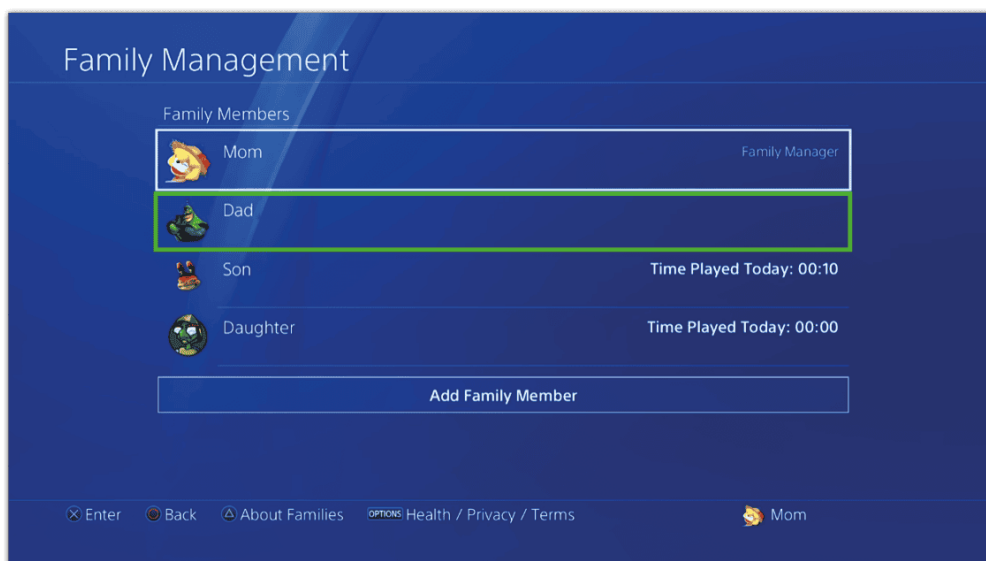 Family Management
Family Members
Mom Family Manager
Dad
Son Time Played Today: 00:10
Daughter Time Played Today: 00:00
Add Family Member
Enter Back About Families OPTIONS Health / Privacy / Terms Mom